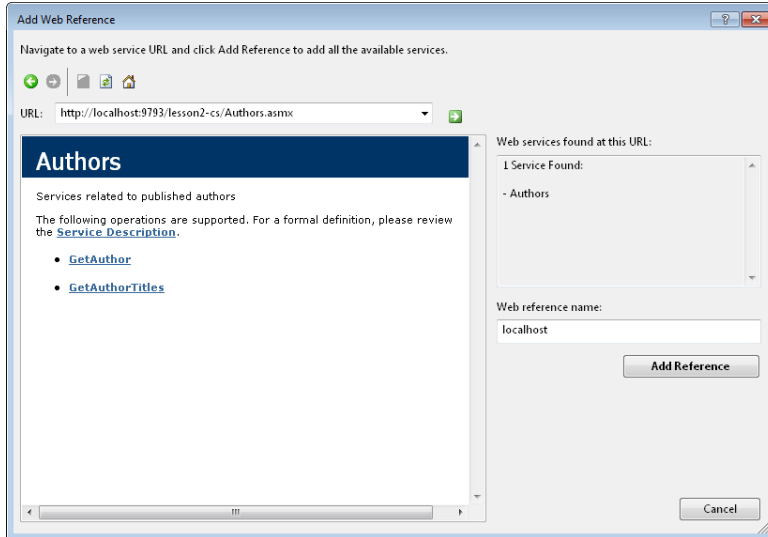 Add Web Reference
Navigate to a web service URL and click Add Reference to add all the available services.
URL: http://localhost:9793/lesson2-cs/Authors.asmx
Authors
Services related to published authors
The following operations are supported. For a formal definition, please review
the Service Description.
• GetAuthor
• GetAuthorTitles
Web services found at this URL:
1 Service Found:
- Authors
Web reference name:
localhost
Add Reference
Cancel